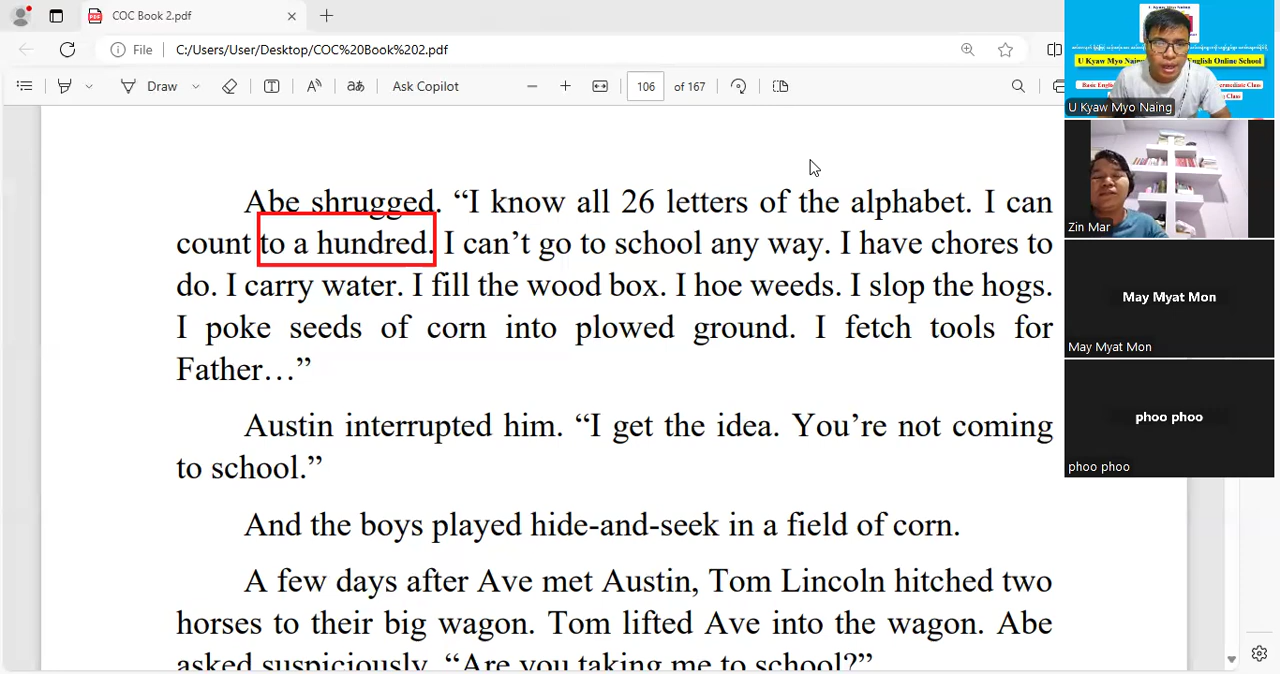 COC Book 2.pdf
File
C:/Users/User/Desktop/COC%20Book%202.pdf
Draw
aあ
Ask Copilot
106 of 167
Abe shrugged. “I know all 26 letters of the alphabet. I can
count to a hundred. I can’t go to school any way. I have chores to
do. I carry water. I fill the wood box. I hoe weeds. I slop the hogs.
I poke seeds of corn into plowed ground. I fetch tools for
Father…”
Austin interrupted him. “I get the idea. You’re not coming
to school.”
And the boys played hide-and-seek in a field of corn.
A few days after Ave met Austin, Tom Lincoln hitched two
horses to their big wagon. Tom lifted Ave into the wagon. Abe
asked suspiciously. “Are you taking me to school?”
U Kyaw Myo Naing
English Online School
U Kyaw Myo Naing
Zin Mar
May Myat Mon
May Myat Mon
phoo phoo
phoo phoo